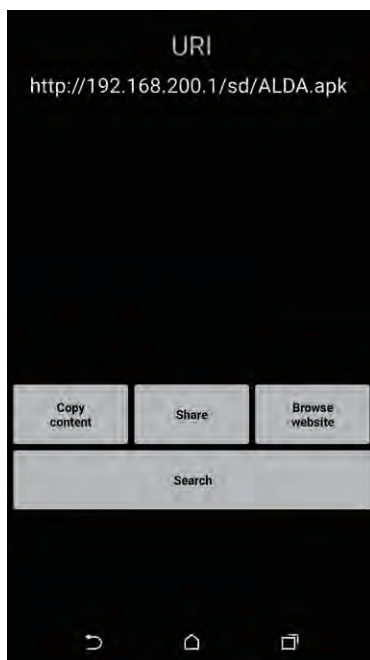 URI
http://192.168.200.1/sd/ALDA.apk
Copy
content
Share
Browse
website
Search